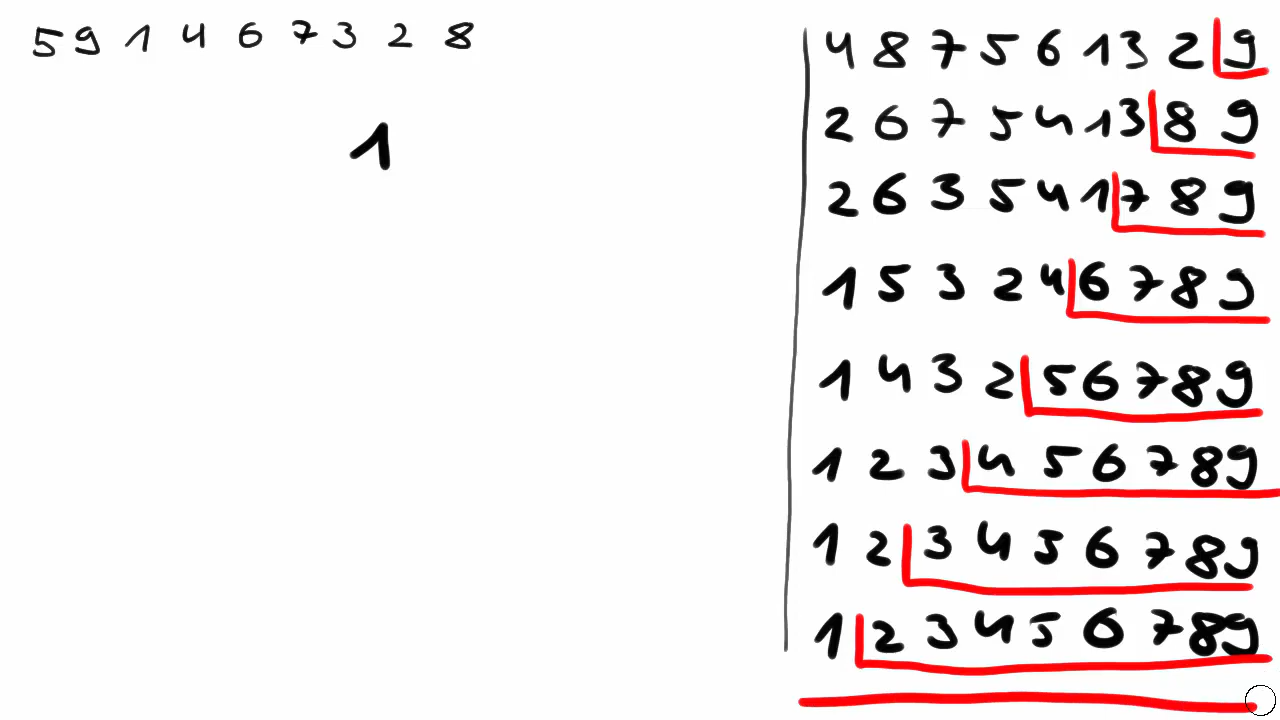 5 9 1 4 6 7 3 2 8
1
4 8 7 5 6 1 3 2 9
2 6 7 5 4 1 3 8 9
2 6 3 5 4 1 7 8 9
1 5 3 2 4 6 7 8 9
1 4 3 2 5 6 7 8 9
1 2 3 4 5 6 7 8 9
1 2 3 4 5 6 7 8 9
1 2 3 4 5 6 7 8 9